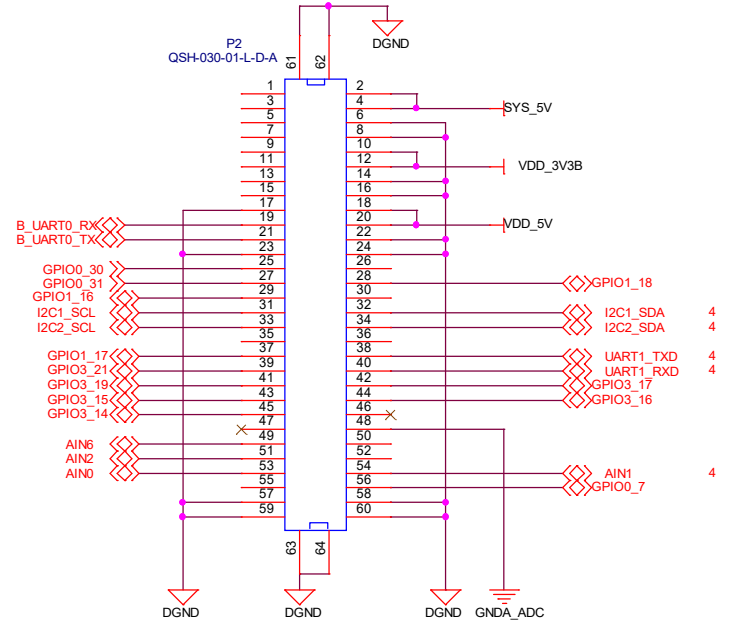 DGND
P2
QSH-030-01-L-D-A
61 62
1 2
3 4 SYS_5V
5 6
7 8
9 10
11 12 VDD_3V3B
13 14
15 16
17 18
B_UART0_RX 19 20 VDD_5V
B_UART0_TX 21 22
23 24
GPIO0_30 25 26
GPIO0_31 27 28 GPIO1_18
GPIO1_16 29 30
I2C1_SCL 31 32 I2C1_SDA 4
I2C2_SCL 33 34 I2C2_SDA 4
35 36
GPIO1_17 37 38 UART1_TXD 4
GPIO3_21 39 40 UART1_RXD 4
GPIO3_19 41 42 GPIO3_17
GPIO3_15 43 44 GPIO3_16
GPIO3_14 45 46
47 48
AIN6 49 50
AIN2 51 52
AIN0 53 54 AIN1 4
55 56 GPIO0_7
57 58
59 60
63 64
DGND DGND DGND GNDA_ADC